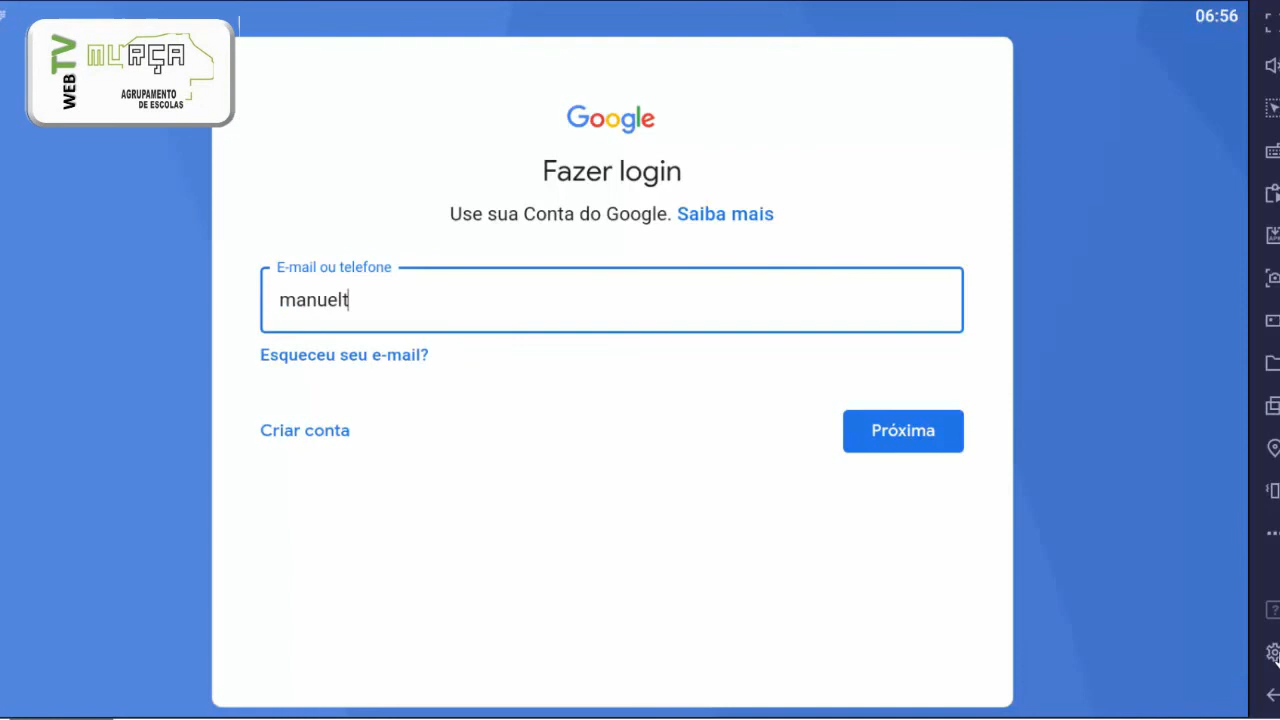 06:56
WEB TV
MURÇA
AGRUPAMENTO
DE ESCOLAS
Google
Fazer login
Use sua Conta do Google. Saiba mais
E-mail ou telefone
manuelt
Esqueceu seu e-mail?
Criar conta
Próxima